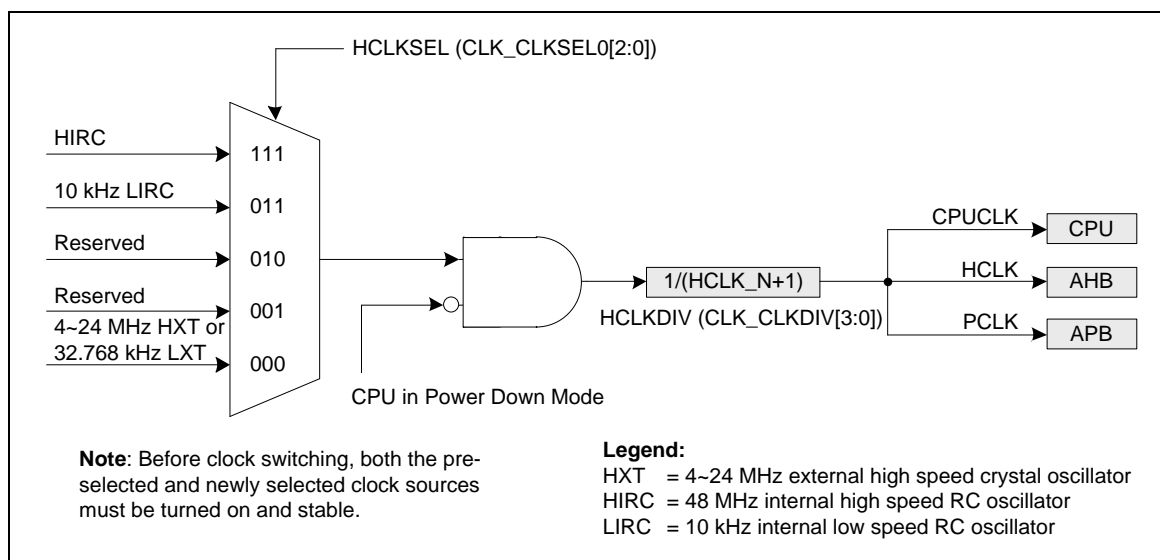 HCLKSEL (CLK_CLKSEL0[2:0])
HIRC
111
10 kHz LIRC
011
Reserved
010
Reserved
001
4~24 MHz HXT or
32.768 kHz LXT
000
CPU in Power Down Mode
1/(HCLK_N+1)
HCLKDIV (CLK_CLKDIV[3:0])
CPUCLK
CPU
HCLK
AHB
PCLK
APB
Note: Before clock switching, both the pre-
selected and newly selected clock sources
must be turned on and stable.
Legend:
HXT = 4~24 MHz external high speed crystal oscillator
HIRC = 48 MHz internal high speed RC oscillator
LIRC = 10 kHz internal low speed RC oscillator